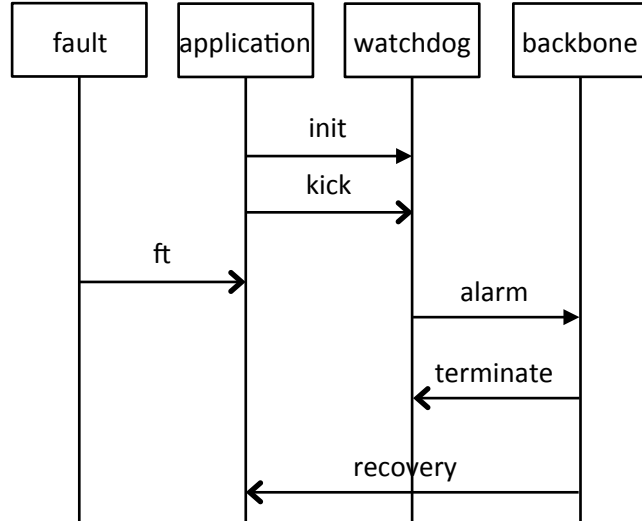 fault
application
watchdog
backbone
init
kick
ft
alarm
terminate
recovery